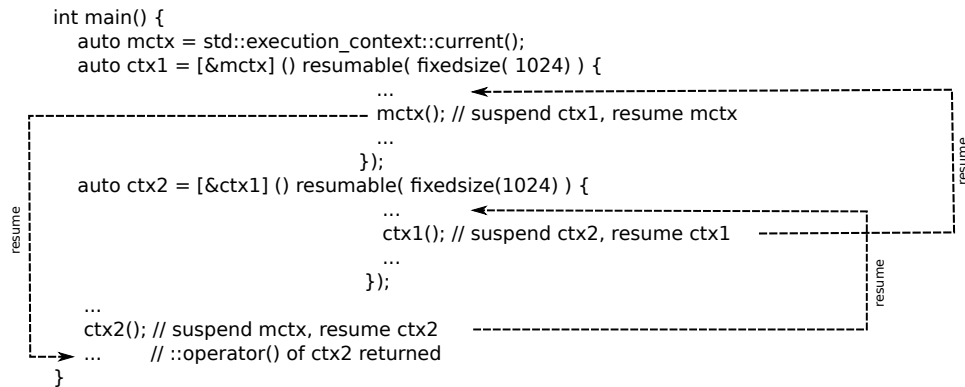 int main() {
auto mctx = std::execution_context::current();
auto ctx1 = [&mctx] () resumable( fixedsize( 1024) ) {
...
mctx(); // suspend ctx1, resume mctx
...
});
auto ctx2 = [&ctx1] () resumable( fixedsize(1024) ) {
...
ctx1(); // suspend ctx2, resume ctx1
...
});
...
ctx2(); // suspend mctx, resume ctx2
... // ::operator() of ctx2 returned
}
resume
resume
resume